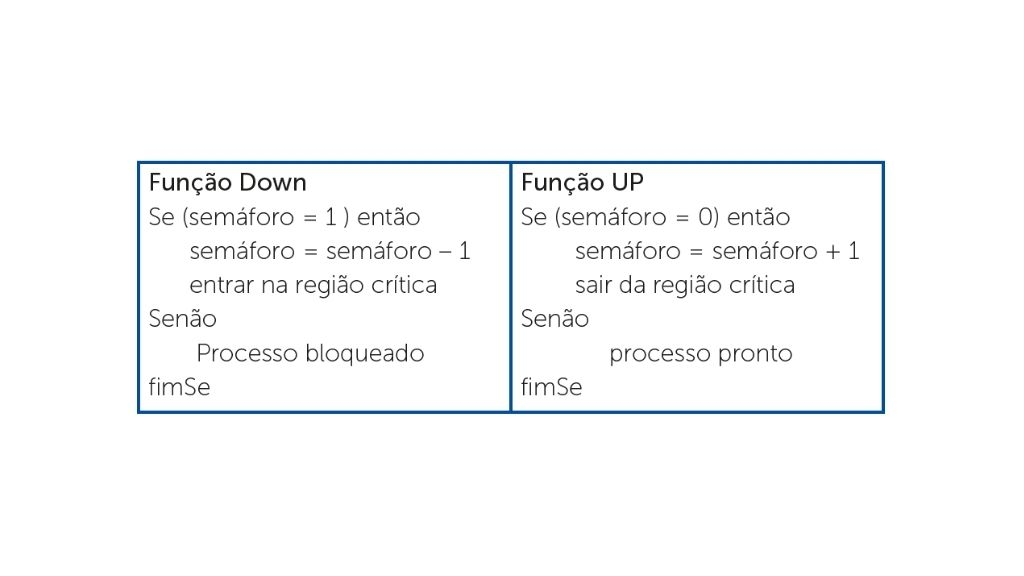 Função Down
Se (semáforo = 1 ) então
semáforo = semáforo – 1
entrar na região crítica
Senão
Processo bloqueado
fimSe
Função UP
Se (semáforo = 0) então
semáforo = semáforo + 1
sair da região crítica
Senão
processo pronto
fimSe